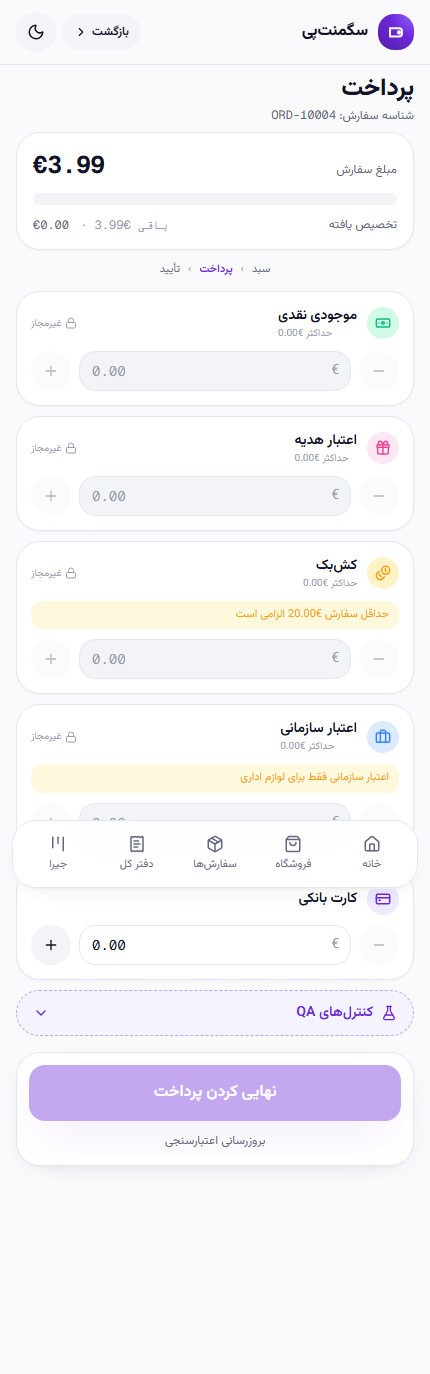 سگمنت‌پی
بازگشت
پرداخت
شناسه سفارش: ORD-10004
مبلغ سفارش
€3.99
تخصیص یافته
€0.00 · باقی €3.99
سبد › پرداخت › تأیید
موجودی نقدی
حداکثر €0.00
غیرمجاز
€
0.00
اعتبار هدیه
حداکثر €0.00
غیرمجاز
€
0.00
کش‌بک
حداکثر €0.00
غیرمجاز
حداقل سفارش €20.00 الزامی است
€
0.00
اعتبار سازمانی
حداکثر €0.00
غیرمجاز
اعتبار سازمانی فقط برای لوازم اداری
خانه
فروشگاه
سفارش‌ها
دفتر کل
جیرا
کارت بانکی
€
0.00
کنترل‌های QA
نهایی کردن پرداخت
بروزرسانی اعتبارسنجی